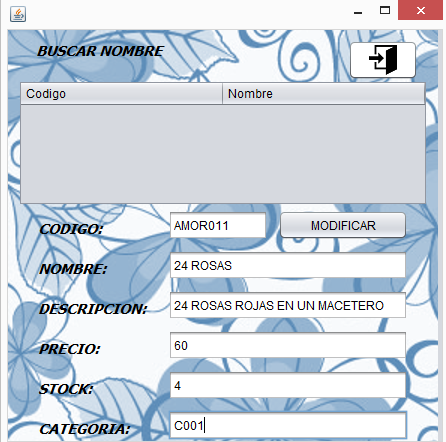 BUSCAR NOMBRE
Codigo Nombre
CODIGO: AMOR011 MODIFICAR
NOMBRE: 24 ROSAS
DESCRIPCION: 24 ROSAS ROJAS EN UN MACETERO
PRECIO: 60
STOCK: 4
CATEGORIA: C001